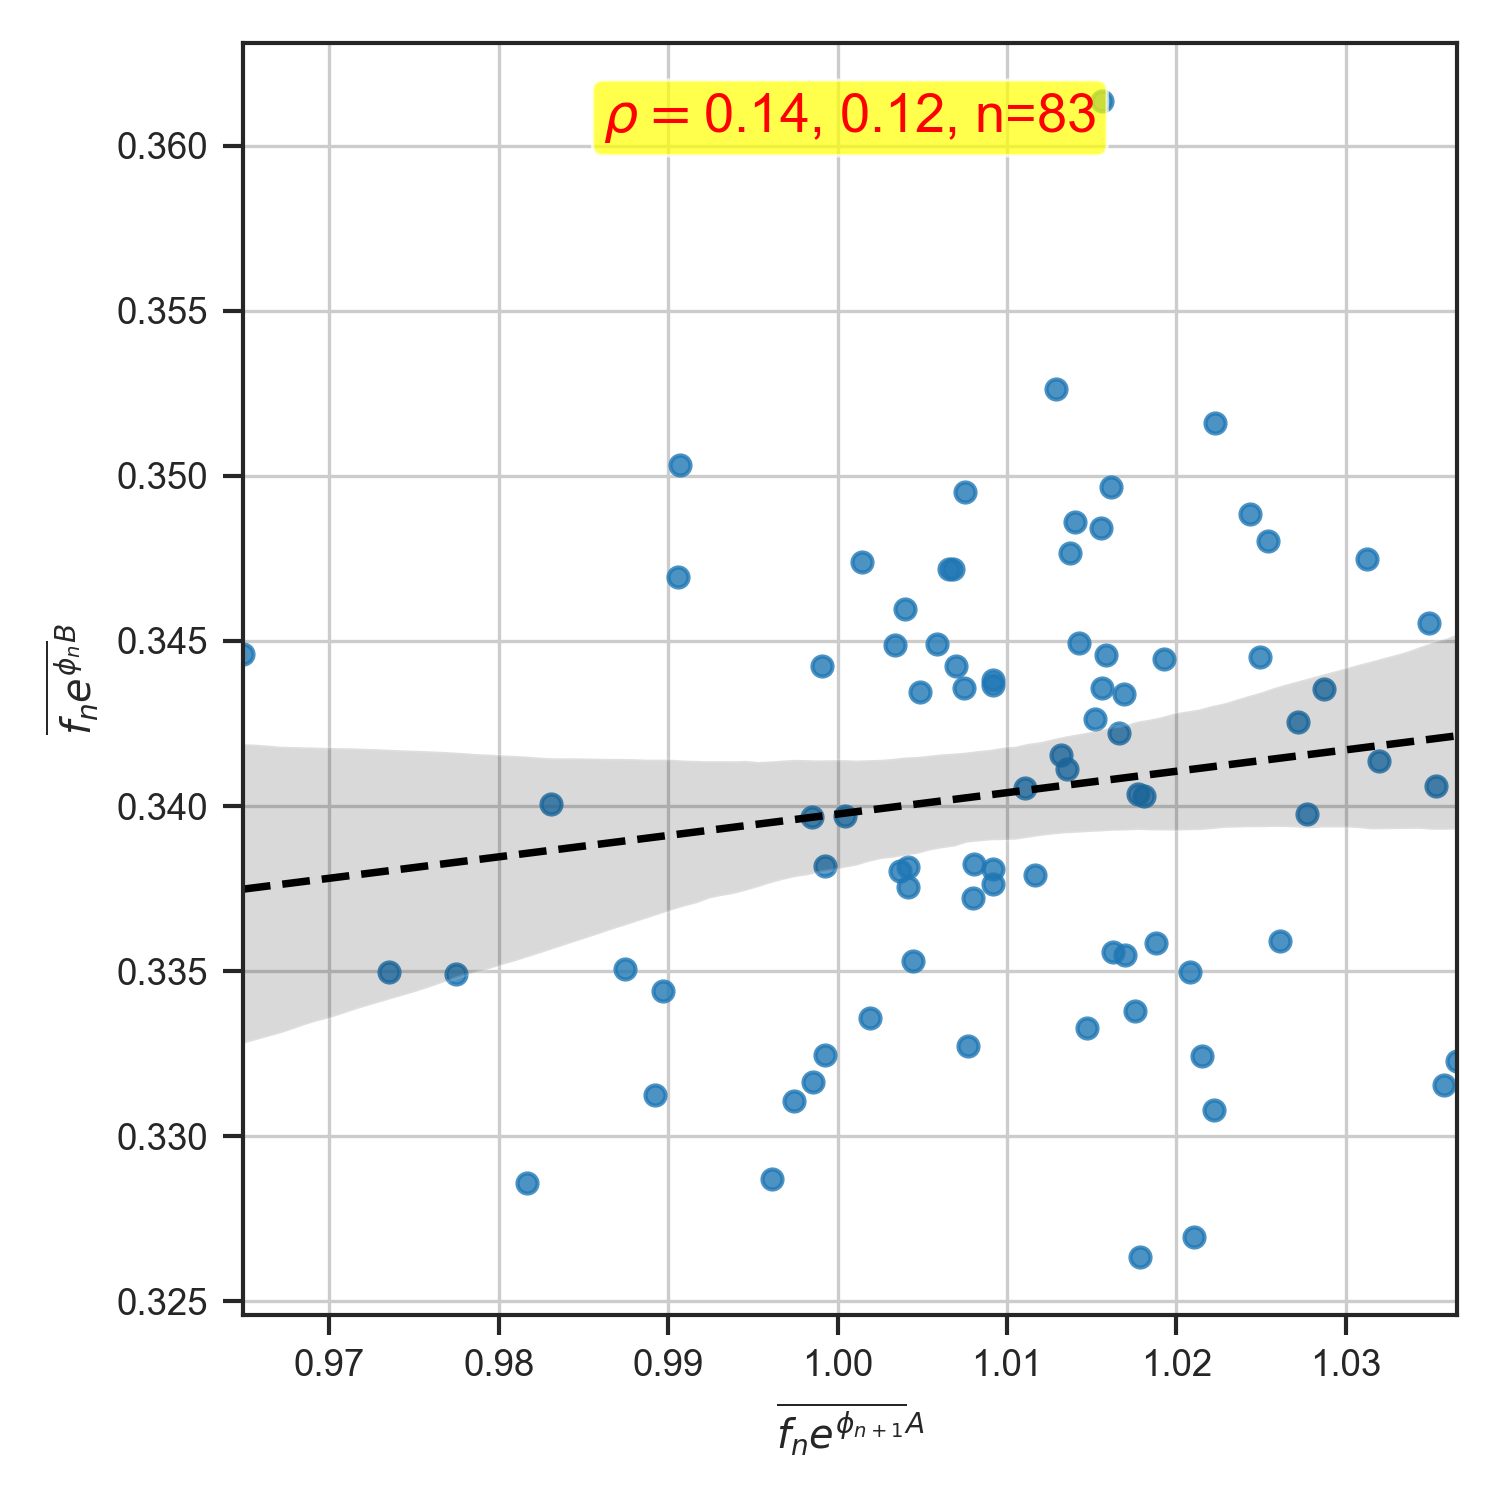 ρ = 0.14, 0.12, n=83
0.360
0.355
0.350
0.345
0.340
0.335
0.330
0.325
$\overline{f_n e^{\phi_n}}^B$
0.97 0.98 0.99 1.00 1.01 1.02 1.03
$\overline{f_n e^{\phi_{n+1}}}^A$